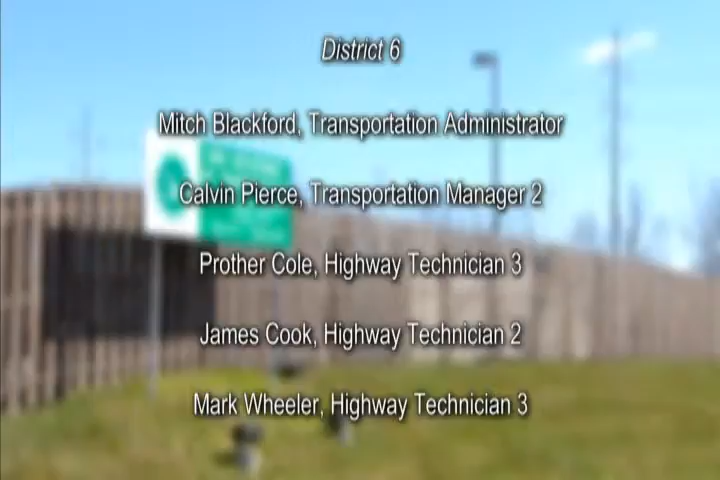 District 6
Mitch Blackford, Transportation Administrator
Calvin Pierce, Transportation Manager 2
Prother Cole, Highway Technician 3
James Cook, Highway Technician 2
Mark Wheeler, Highway Technician 3